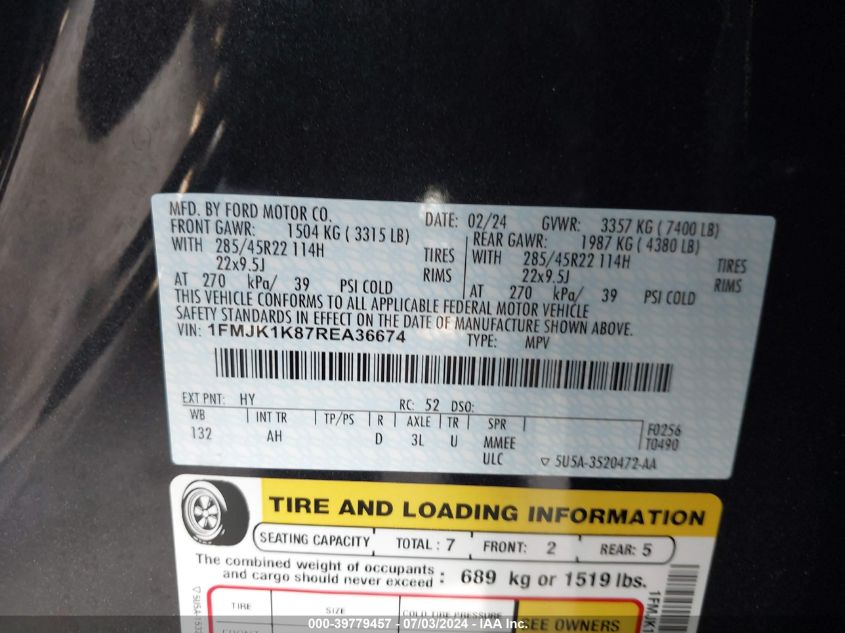 MFD. BY FORD MOTOR CO. DATE: 02/24 GVWR: 3357 KG ( 7400 LB)
FRONT GAWR: 1504 KG ( 3315 LB) REAR GAWR: 1987 KG ( 4380 LB)
WITH 285/45R22 114H TIRES WITH 285/45R22 114H TIRES
22x9.5J RIMS 22x9.5J RIMS
AT 270 kPa/ 39 PSI COLD AT 270 kPa/ 39 PSI COLD
THIS VEHICLE CONFORMS TO ALL APPLICABLE FEDERAL MOTOR VEHICLE
SAFETY STANDARDS IN EFFECT ON THE DATE OF MANUFACTURE SHOWN ABOVE.
VIN: 1FMJK1K87REA36674 TYPE: MPV
EXT PNT: HY RC: 52 DSO:
WB INT TR TP/PS R AXLE TR SPR F0256
132 AH D 3L U MMEE T0490
ULC ▽ 5U5A-3520472-AA
TIRE AND LOADING INFORMATION
SEATING CAPACITY TOTAL : 7 FRONT: 2 REAR: 5
The combined weight of occupants
and cargo should never exceed : 689 kg or 1519 lbs.
TIRE SIZE COLD TIRE PRESSURE SEE OWNERS
000-39779457 - 07/03/2024 - IAA Inc.